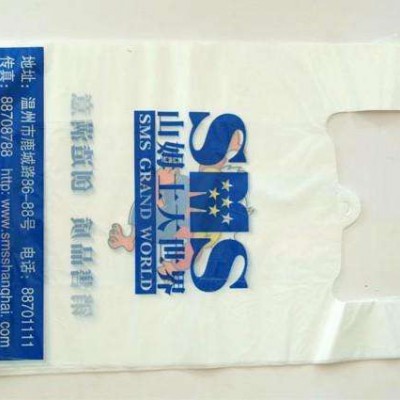 SMS
山姆士大世界
SMS GRAND WORLD
地址：温州市鹿城路86-88号 电话：88701111
传真：88708788 http: www.smsshanghai.com